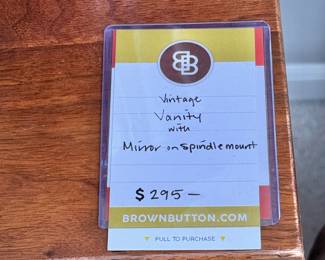 BB
Vintage
Vanity
with
Mirror on Spindle mount
$295-
BROWNBUTTON.COM
PULL TO PURCHASE